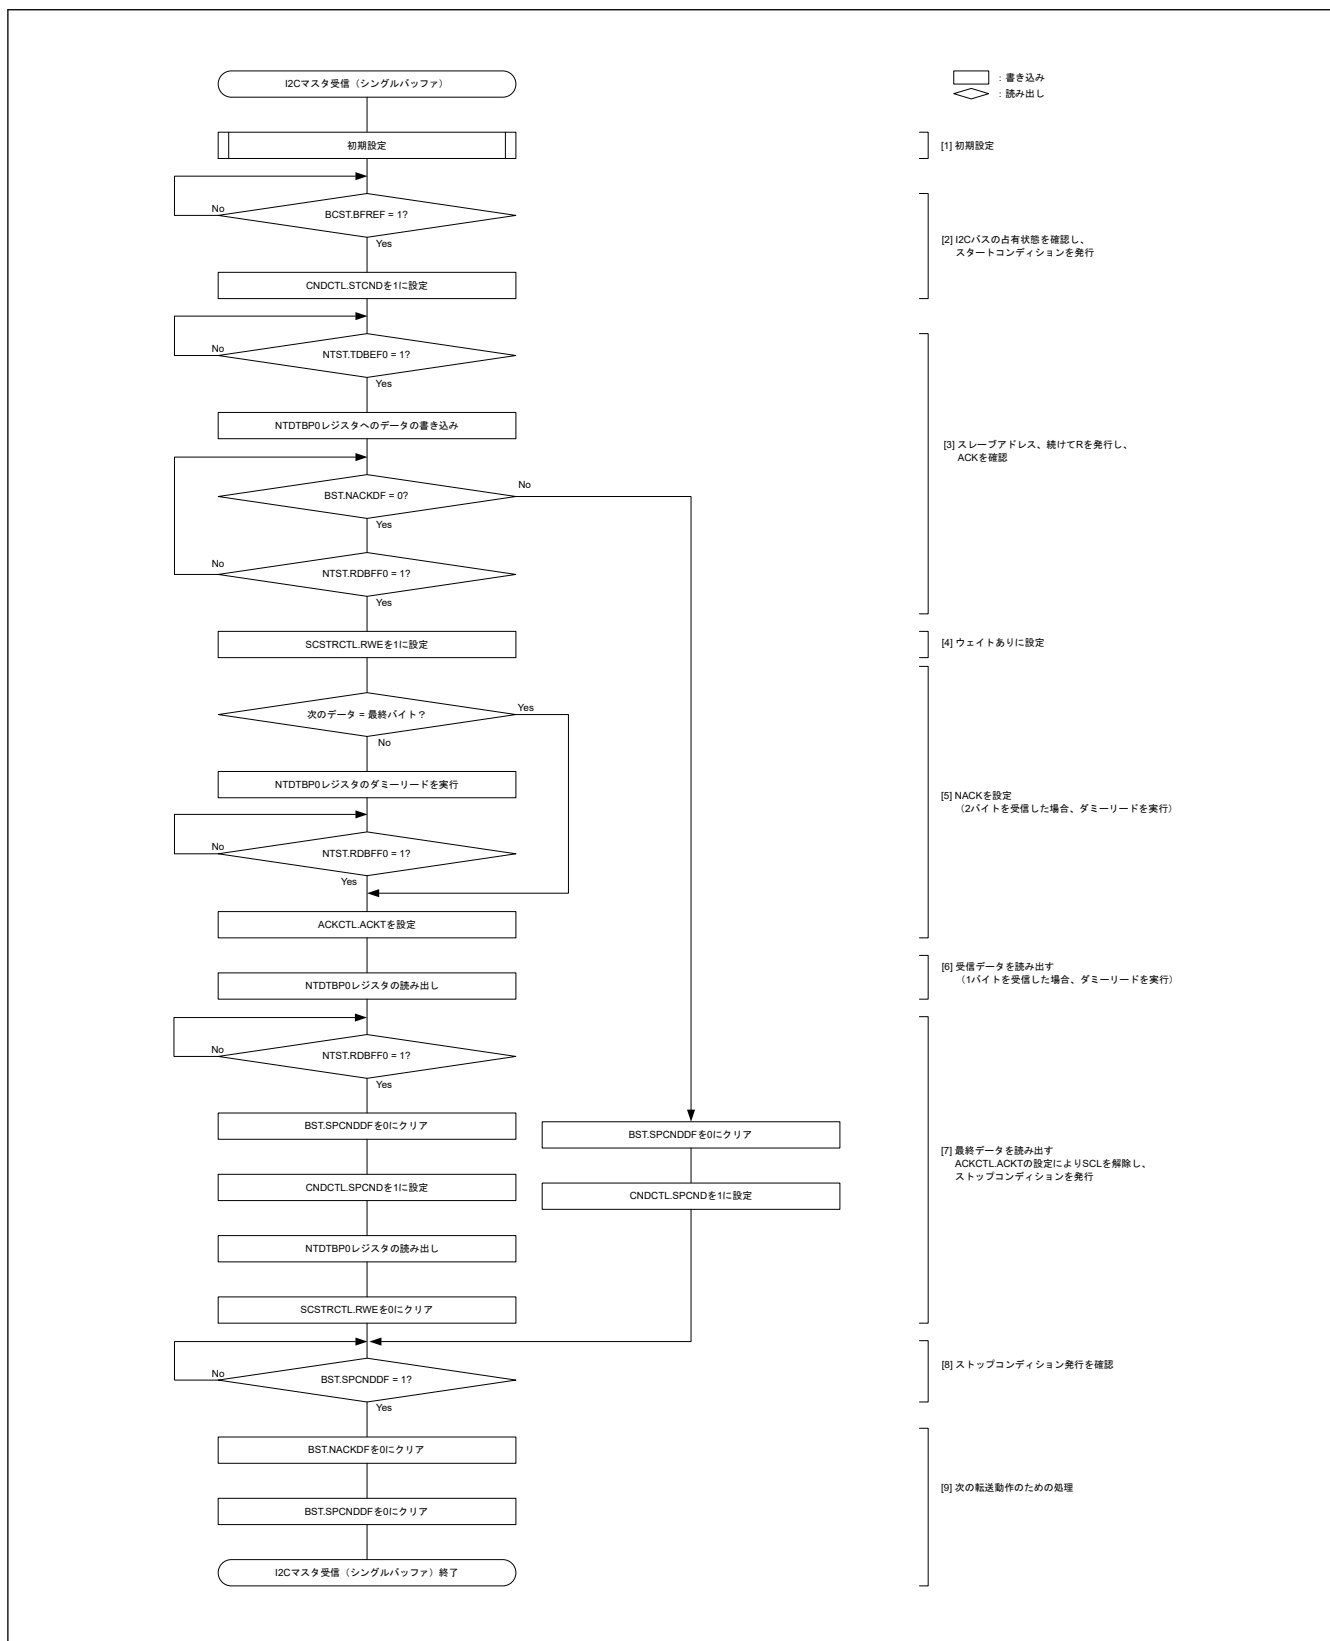 I2Cマスタ受信（シングルバッファ）
：書き込み
：読み出し
初期設定
[1] 初期設定
No
BCST.BFREF = 1?
Yes
[2] I2Cバスの占有状態を確認し、
スタートコンディションを発行
CNDCTL.STCNDを1に設定
No
NTST.TDBEF0 = 1?
Yes
NTDTBP0レジスタへのデータの書き込み
[3] スレーブアドレス、続けてRを発行し、
ACKを確認
BST.NACKDF = 0?
No
Yes
No
NTST.RDBFF0 = 1?
Yes
SCSTRCTL.RWEを1に設定
[4] ウェイトありに設定
次のデータ = 最終バイト？
Yes
No
NTDTBP0レジスタのダミーリードを実行
[5] NACKを設定
（2バイトを受信した場合、ダミーリードを実行）
No
NTST.RDBFF0 = 1?
Yes
ACKCTL.ACKTを設定
[6] 受信データを読み出す
（1バイトを受信した場合、ダミーリードを実行）
NTDTBP0レジスタの読み出し
No
NTST.RDBFF0 = 1?
Yes
BST.SPCNDDFを0にクリア
BST.SPCNDDFを0にクリア
[7] 最終データを読み出す
ACKCTL.ACKTの設定によりSCLを解除し、
ストップコンディションを発行
CNDCTL.SPCNDを1に設定
CNDCTL.SPCNDを1に設定
NTDTBP0レジスタの読み出し
SCSTRCTL.RWEを0にクリア
[8] ストップコンディション発行を確認
No
BST.SPCNDDF = 1?
Yes
BST.NACKDFを0にクリア
[9] 次の転送動作のための処理
BST.SPCNDDFを0にクリア
I2Cマスタ受信（シングルバッファ）終了